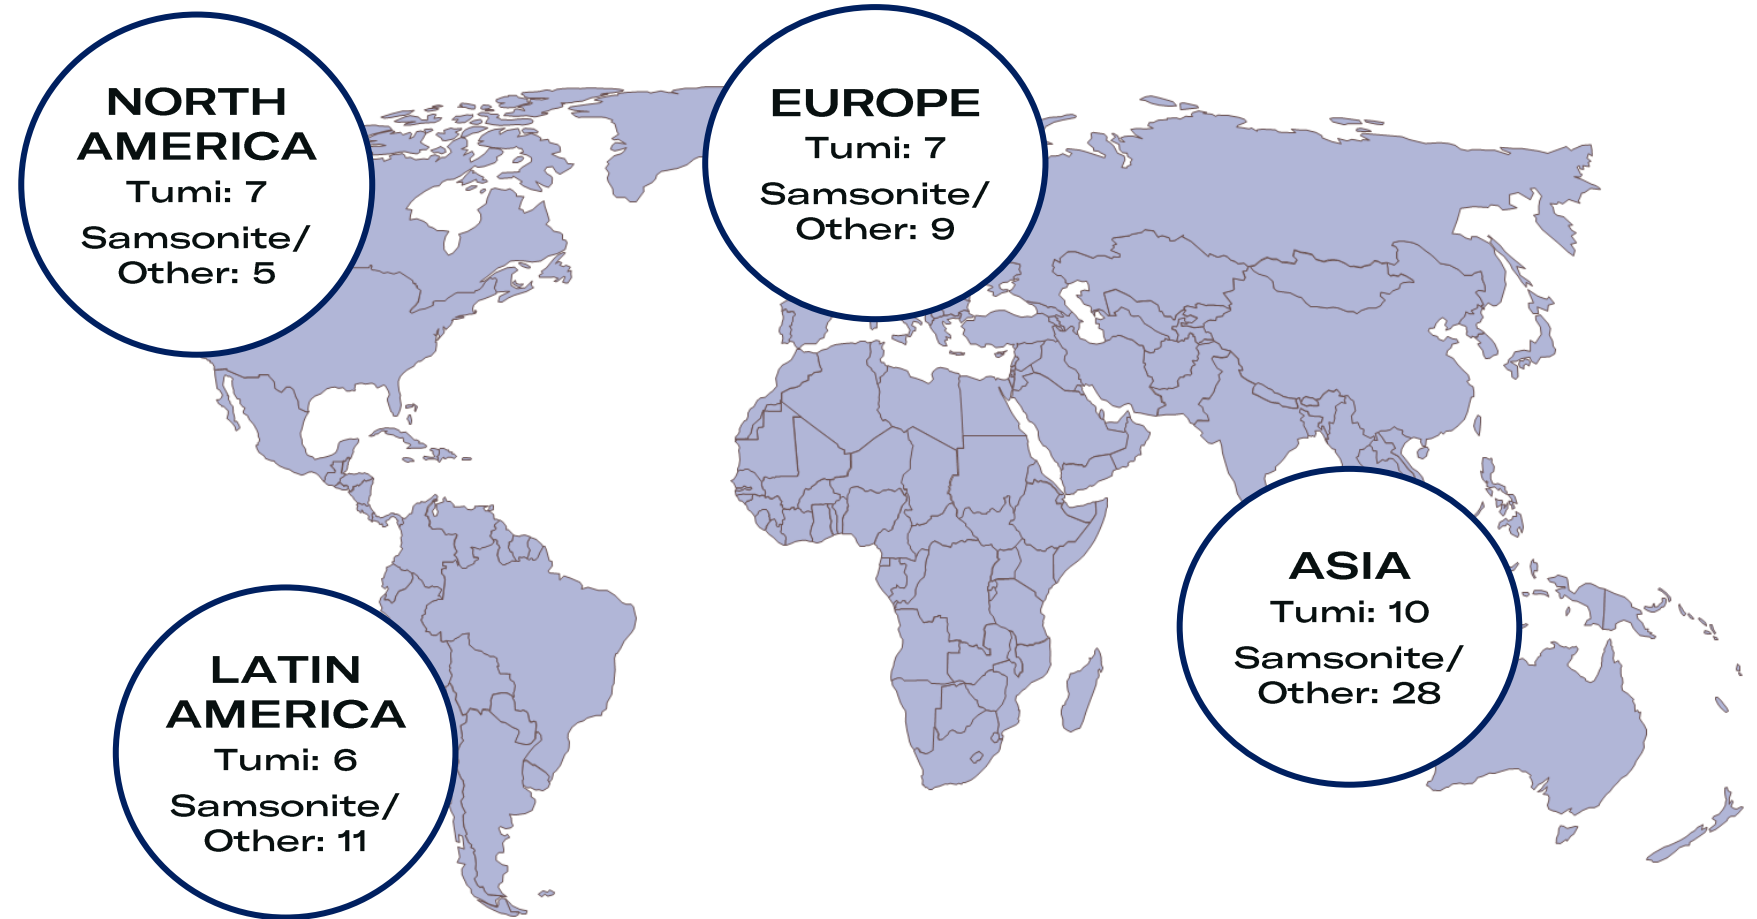 NORTH
AMERICA
Tumi: 7
Samsonite/
Other: 5
EUROPE
Tumi: 7
Samsonite/
Other: 9
LATIN
AMERICA
Tumi: 6
Samsonite/
Other: 11
ASIA
Tumi: 10
Samsonite/
Other: 28